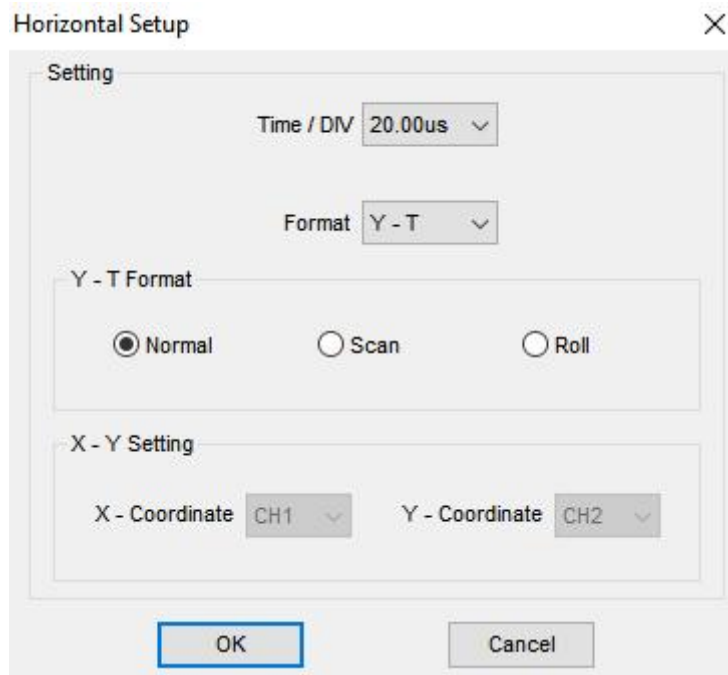 Horizontal Setup
Setting
Time / DIV 20.00us
Format Y - T
Y - T Format
Normal Scan Roll
X - Y Setting
X - Coordinate CH1 Y - Coordinate CH2
OK Cancel